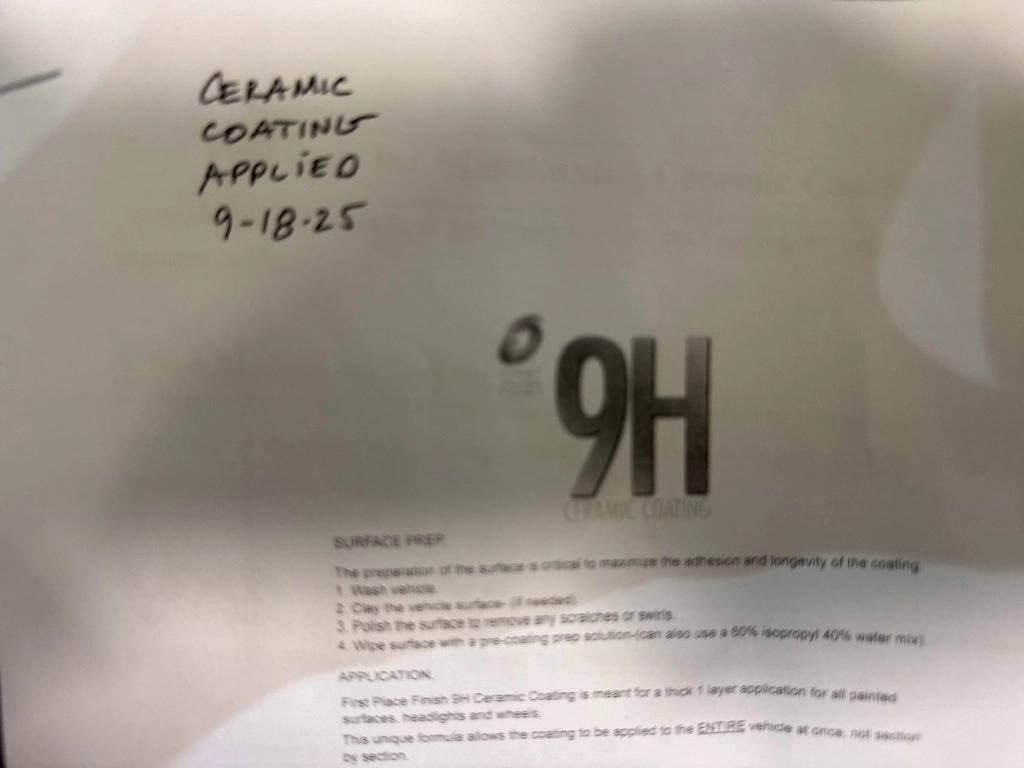 CERAMIC
COATING
APPLIED
9-18-25
9H
CERAMIC COATING
SURFACE PREP.
The preparation of the surface is critical to maximize the adhesion and longevity of the coating.
1. Wash vehicle
2. Clay the vehicle surface- (if needed)
3. Polish the surface to remove any scratches or swirls.
4. Wipe surface with a pre-coating prep solution-(can also use a 60% isopropyl 40% water mix)
APPLICATION.
First Place Finish 9H Ceramic Coating is meant for a thick 1 layer application for all painted
surfaces, headlights and wheels.
This unique formula allows the coating to be applied to the ENTIRE vehicle at once, not section
by section.